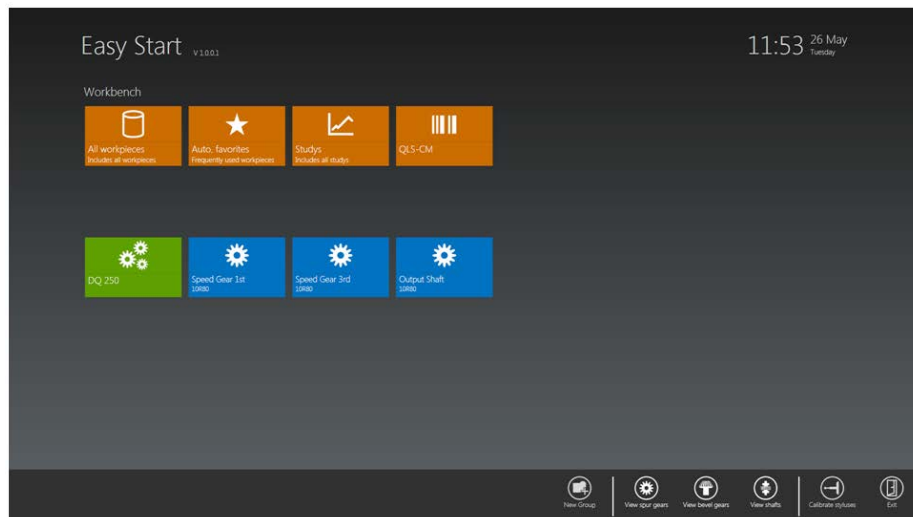 Easy Start V 1.0.0.1
11:53 26 May
Tuesday
Workbench
All workpieces
Includes all workpieces
Auto, favorites
Frequently used workpieces
Studys
Includes all studys
QLS-CM
DQ 250
Speed Gear 1st
10R80
Speed Gear 3rd
10R80
Output Shaft
10R80
New Group
View spur gears
View bevel gears
View shafts
Calibrate styluses
Exit